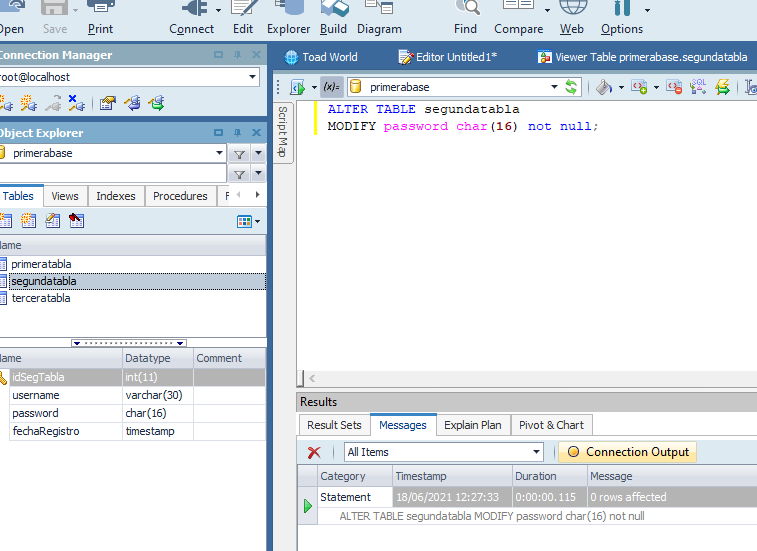 Open Save Print Connect Edit Explorer Build Diagram Find Compare Web Options
Connection Manager
root@localhost
Object Explorer
primerabase
Tables Views Indexes Procedures F
Name
primeratabla
segundatabla
terceratabla
Name Datatype Comment
idSegTabla int(11)
username varchar(30)
password char(16)
fechaRegistro timestamp
Toad World Editor Untitled1* Viewer Table primerabase.segundatabla
(x)= primerabase SQL
Script Map
ALTER TABLE segundatabla
MODIFY password char(16) not null;
Results
Result Sets Messages Explain Plan Pivot & Chart
All Items Connection Output
Category Timestamp Duration Message
Statement 18/06/2021 12:27:33 0:00:00.115 0 rows affected
ALTER TABLE segundatabla MODIFY password char(16) not null